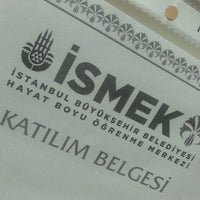 İSMEK
İSTANBUL BÜYÜKŞEHİR BELEDİYESİ
HAYAT BOYU ÖĞRENME MERKEZİ
KATILIM BELGESİ